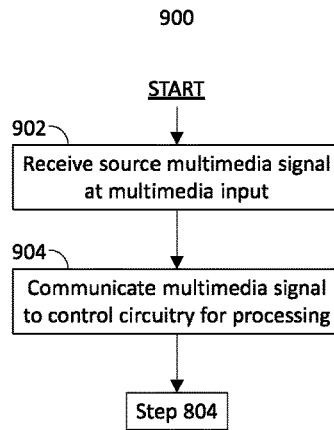 900
START
902
Receive source multimedia signal
at multimedia input
904
Communicate multimedia signal
to control circuitry for processing
Step 804